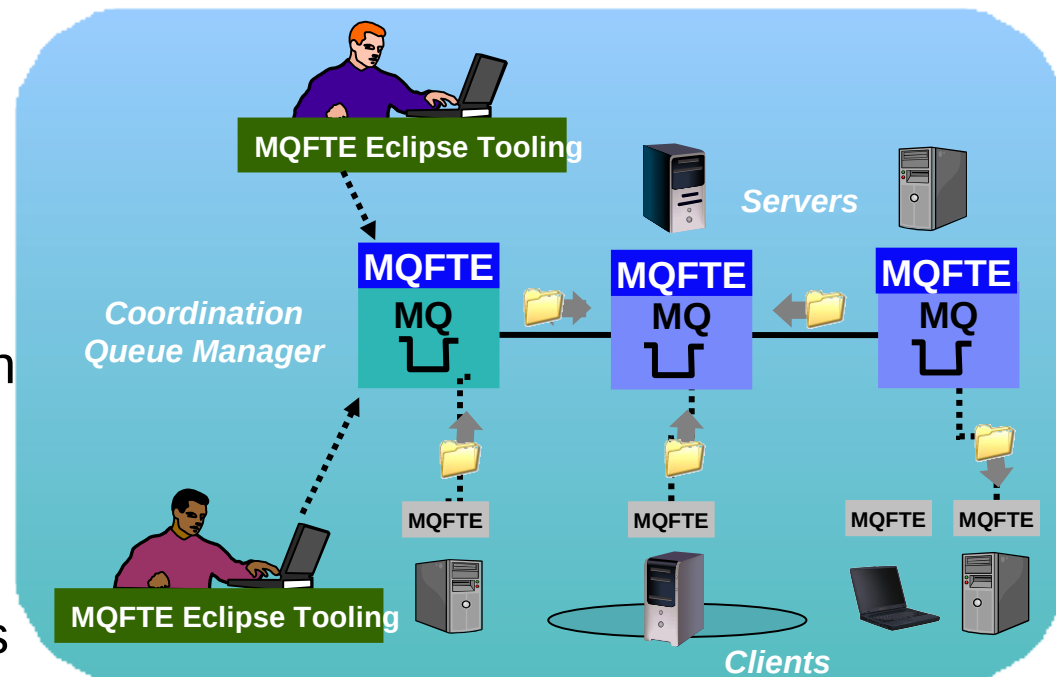 MQFTE Eclipse Tooling
Servers
MQFTE
MQFTE
MQFTE
MQ
MQ
MQ
Coordination
Queue Manager
n
MQFTE
MQFTE
MQFTE
MQFTE
MQFTE Eclipse Tooling
s
Clients